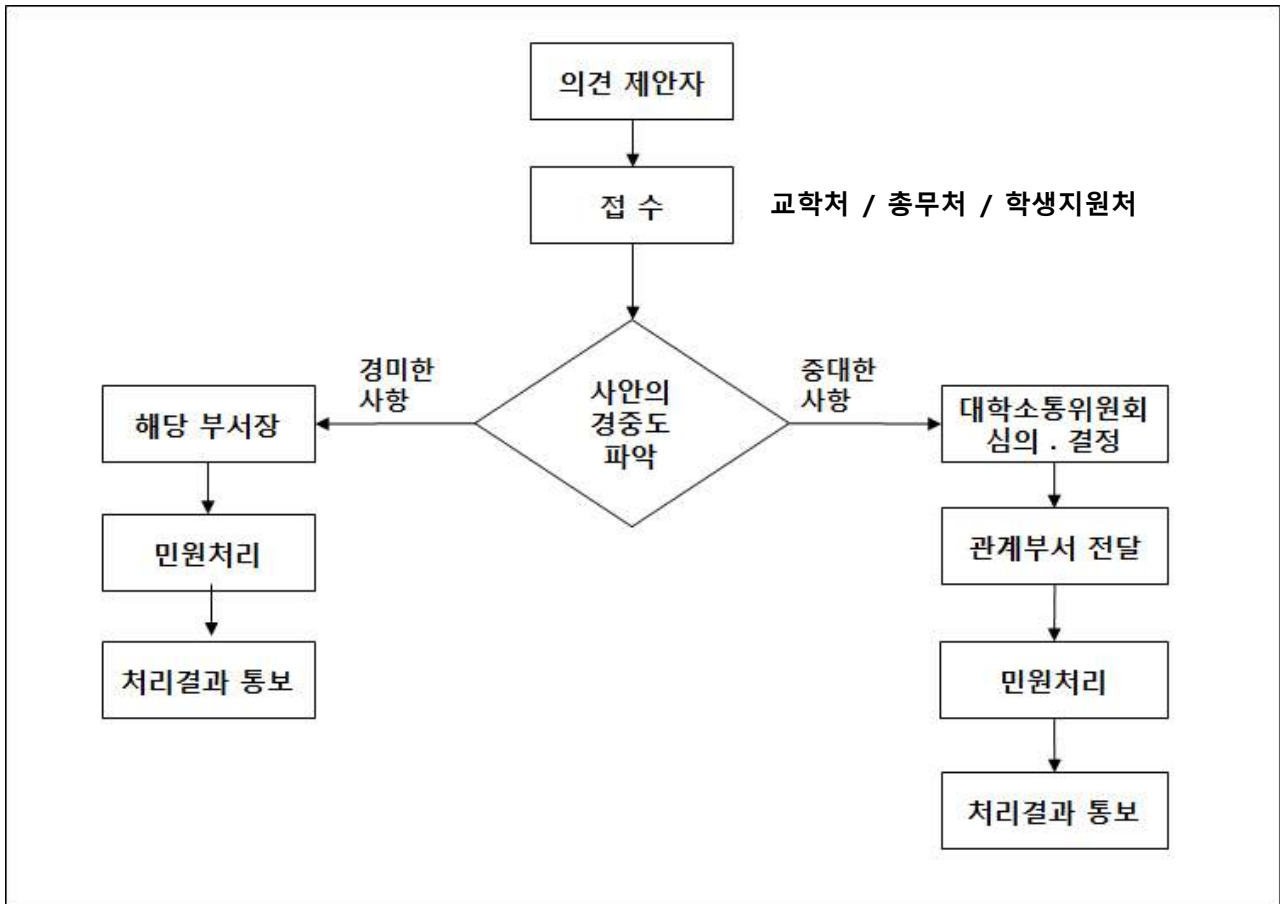 의견 제안자
접 수
교학처 / 총무처 / 학생지원처
경미한
사항
중대한
사항
사안의
경중도
파악
해당 부서장
대학소통위원회
심의 . 결정
민원처리
관계부서 전달
처리결과 통보
민원처리
처리결과 통보